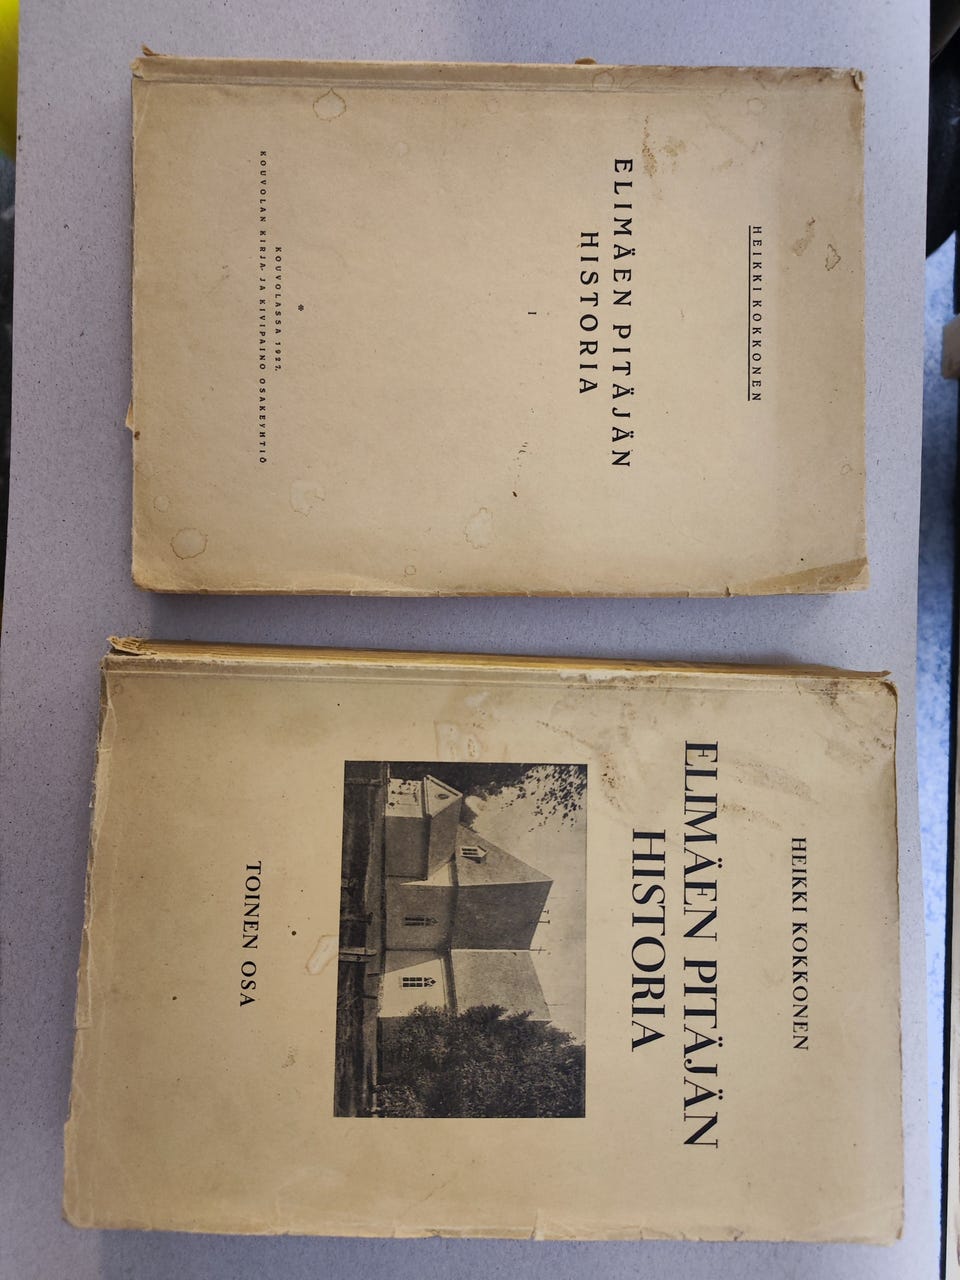 HEIKKI KOKKONEN
ELIMÄEN PITÄJÄN
HISTORIA
I
KOUVOLASSA 1927.
KOUVOLAN KIRJA- JA KIVIPAINO OSAKEYHTIÖ
HEIKKI KOKKONEN
ELIMÄEN PITÄJÄN
HISTORIA
TOINEN OSA